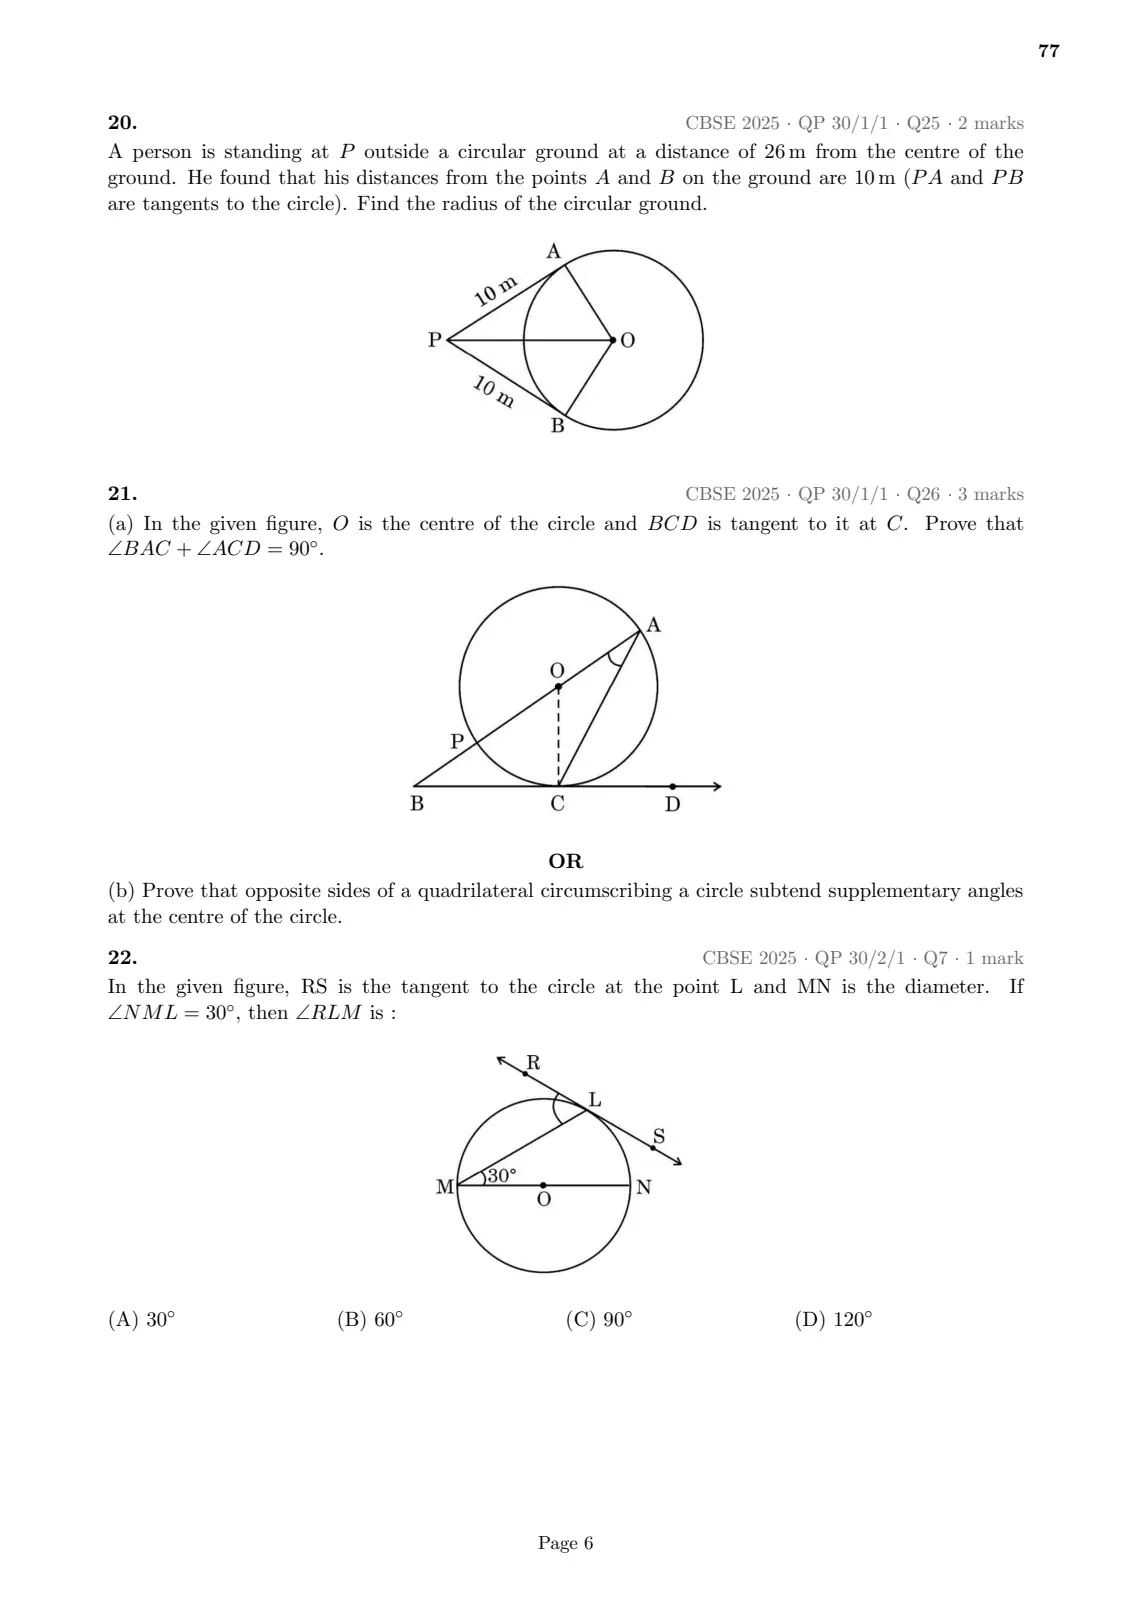 77
20. CBSE 2025 · QP 30/1/1 · Q25 · 2 marks
A person is standing at P outside a circular ground at a distance of 26 m from the centre of the
ground. He found that his distances from the points A and B on the ground are 10 m (PA and PB
are tangents to the circle). Find the radius of the circular ground.
A
10 m
P
O
10 m
B
21. CBSE 2025 · QP 30/1/1 · Q26 · 3 marks
(a) In the given figure, O is the centre of the circle and BCD is tangent to it at C. Prove that
∠BAC + ∠ACD = 90°.
A
O
P
B C D
OR
(b) Prove that opposite sides of a quadrilateral circumscribing a circle subtend supplementary angles
at the centre of the circle.
22. CBSE 2025 · QP 30/2/1 · Q7 · 1 mark
In the given figure, RS is the tangent to the circle at the point L and MN is the diameter. If
∠NML = 30°, then ∠RLM is :
R
L
S
30°
M N
O
(A) 30° (B) 60° (C) 90° (D) 120°
Page 6